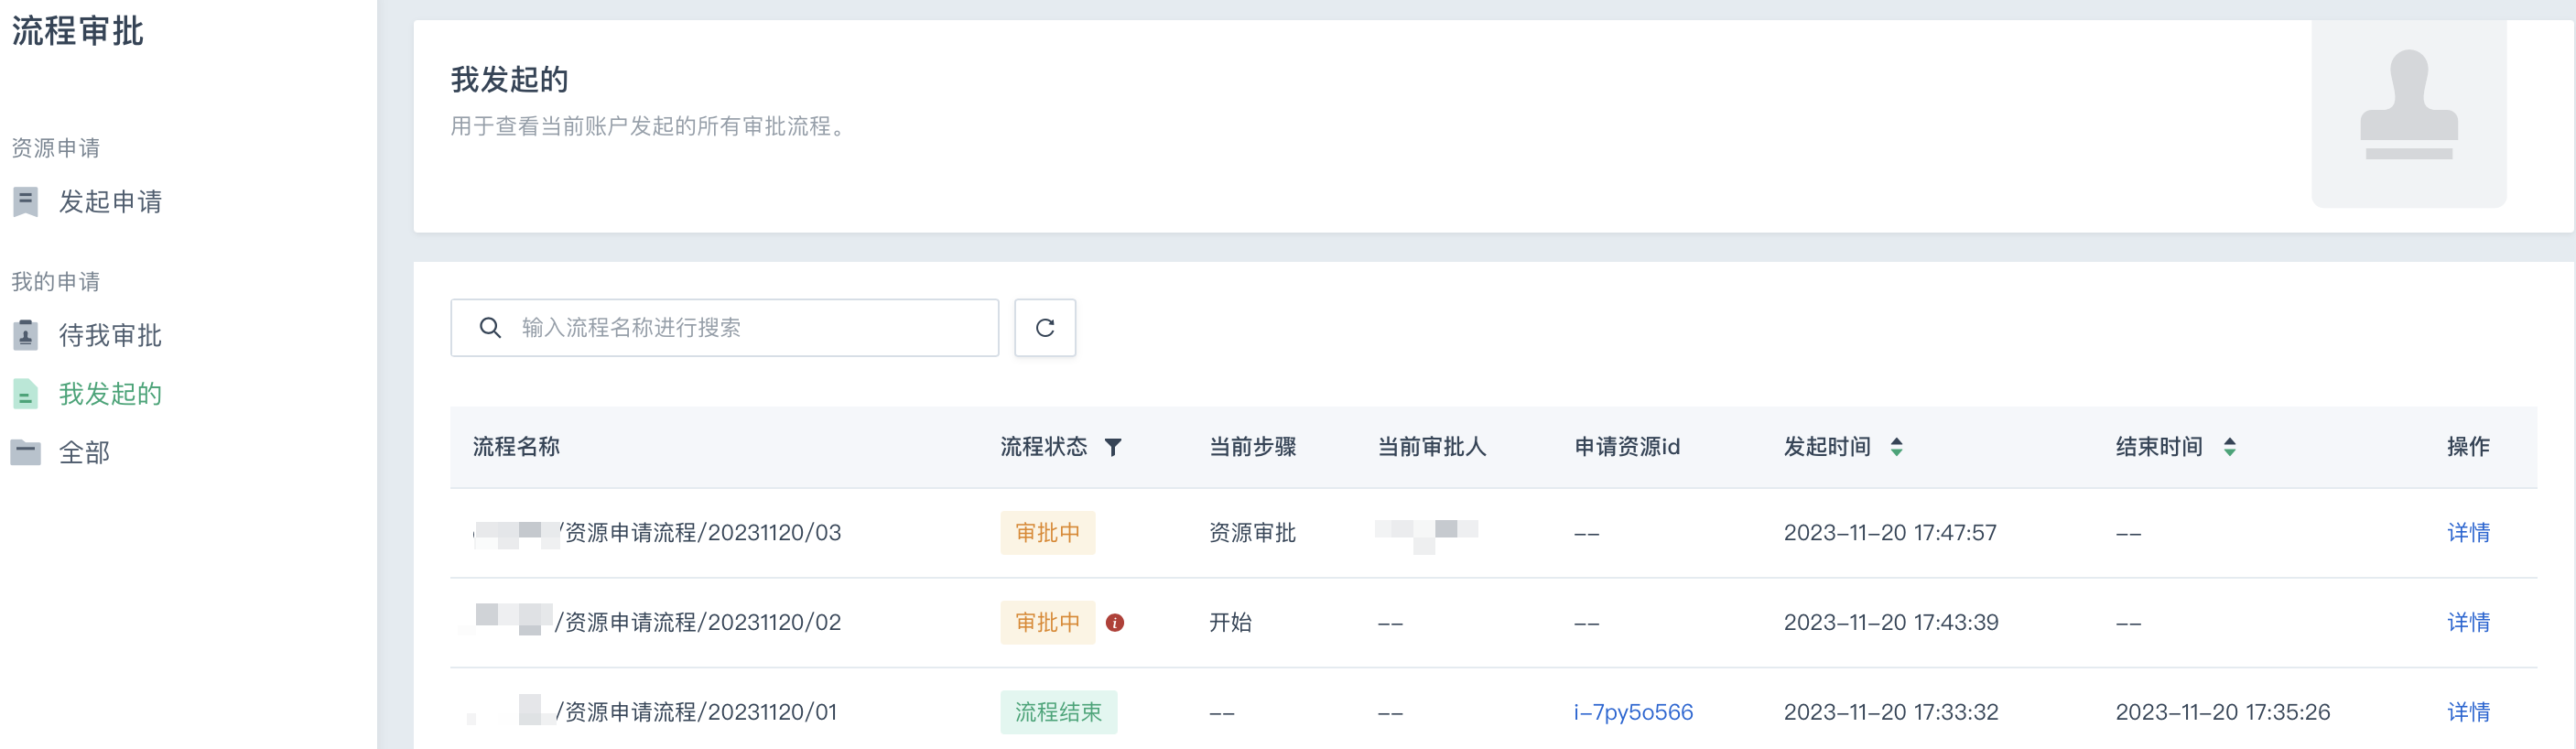 流程审批
资源申请
发起申请
我的申请
待我审批
我发起的
全部
我发起的
用于查看当前账户发起的所有审批流程。
输入流程名称进行搜索
流程名称 流程状态 当前步骤 当前审批人 申请资源id 发起时间 结束时间 操作
/资源申请流程/20231120/03 审批中 资源审批 -- 2023-11-20 17:47:57 -- 详情
/资源申请流程/20231120/02 审批中 开始 -- -- 2023-11-20 17:43:39 -- 详情
/资源申请流程/20231120/01 流程结束 -- -- i-7py5o566 2023-11-20 17:33:32 2023-11-20 17:35:26 详情